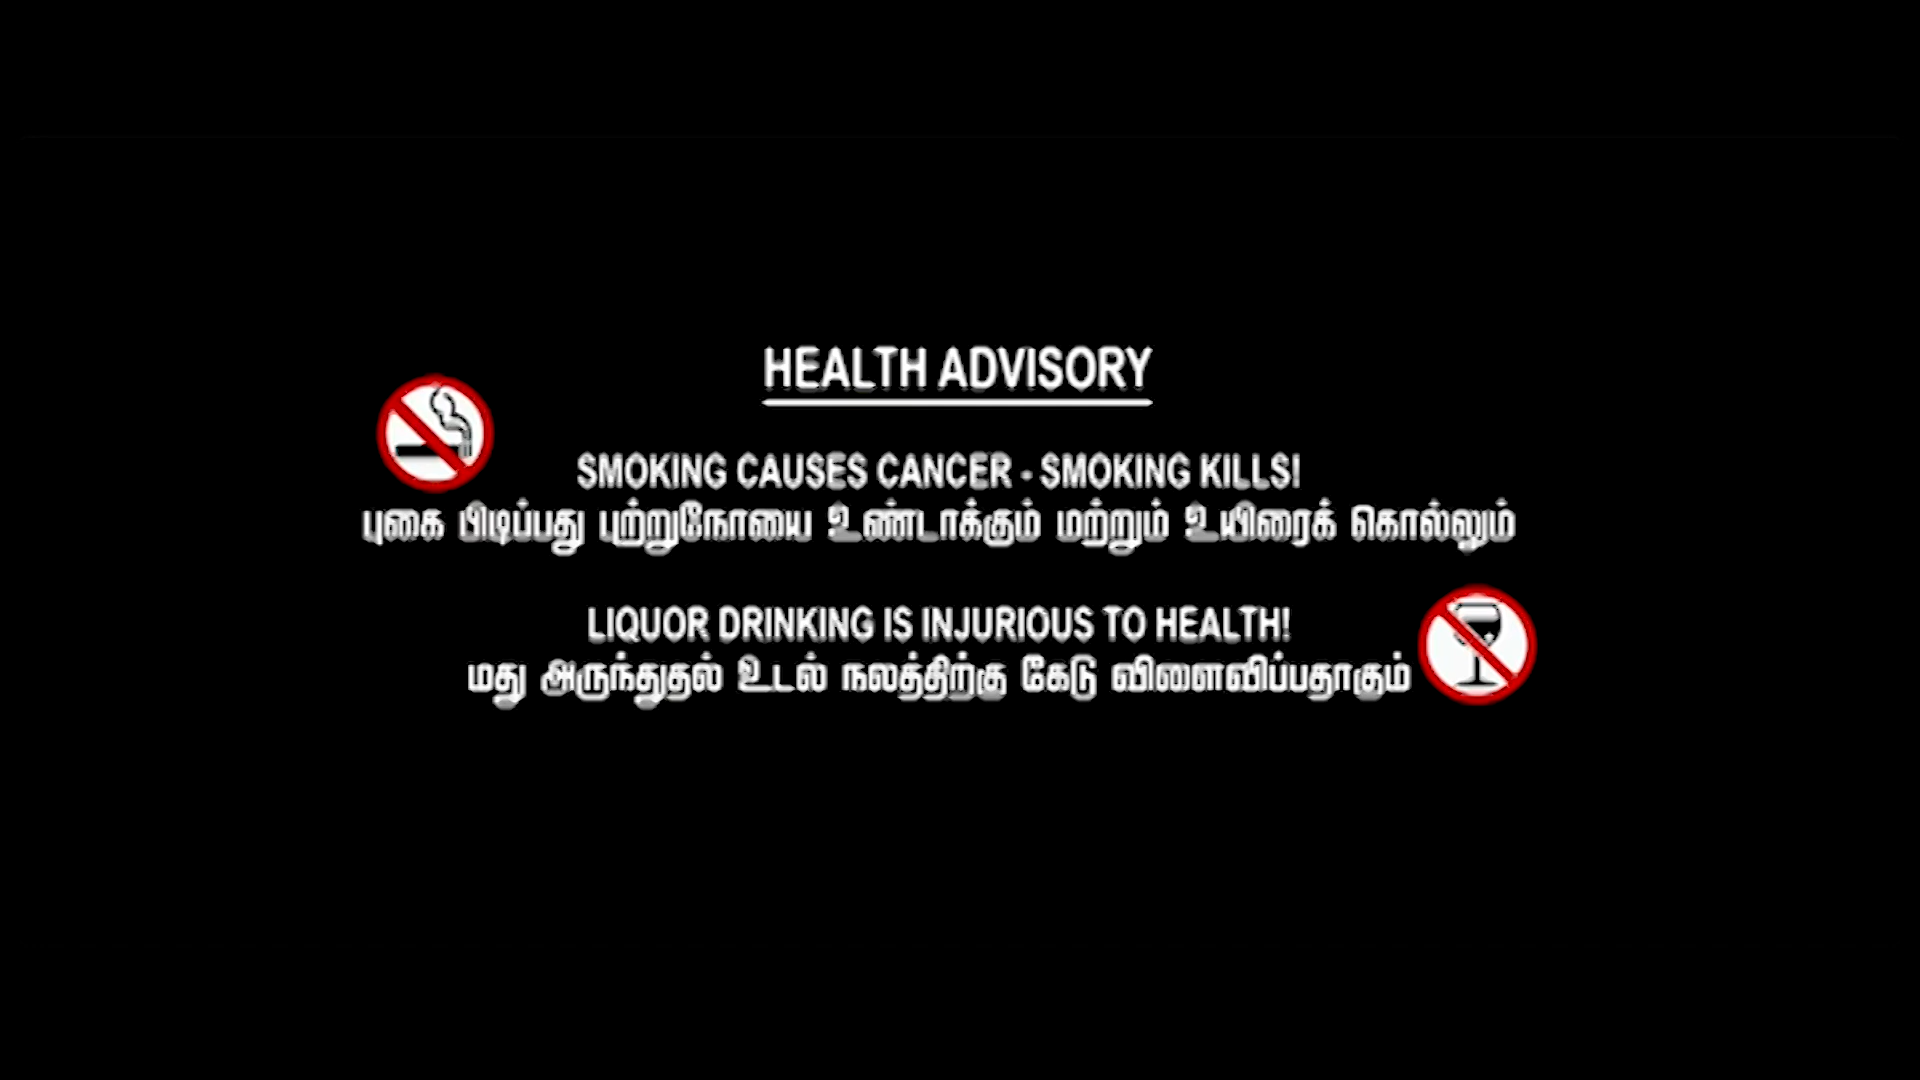 HEALTH ADVISORY
SMOKING CAUSES CANCER - SMOKING KILLS!
புகை பிடிப்பது புற்றுநோயை உண்டாக்கும் மற்றும் உயிரைக் கொல்லும்
LIQUOR DRINKING IS INJURIOUS TO HEALTH!
மது அருந்துதல் உடல் நலத்திற்கு கேடு விளைவிப்பதாகும்